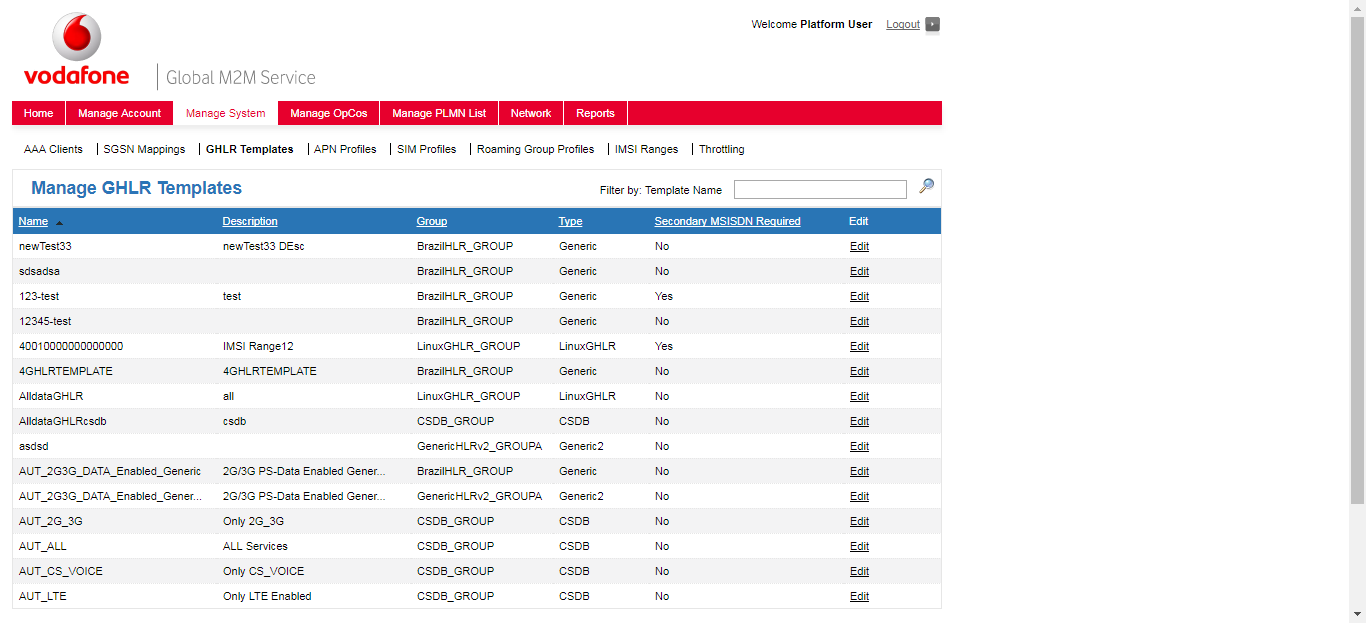 Welcome Platform User Logout
vodafone Global M2M Service
Home Manage Account Manage System Manage OpCos Manage PLMN List Network Reports
AAA Clients SGSN Mappings GHLR Templates APN Profiles SIM Profiles Roaming Group Profiles IMSI Ranges Throttling
Manage GHLR Templates Filter by: Template Name
Name Description Group Type Secondary MSISDN Required Edit
newTest33 newTest33 DEsc BrazilHLR_GROUP Generic No Edit
sdsadsa BrazilHLR_GROUP Generic No Edit
123-test test BrazilHLR_GROUP Generic Yes Edit
12345-test BrazilHLR_GROUP Generic No Edit
40010000000000000 IMSI Range12 LinuxGHLR_GROUP LinuxGHLR Yes Edit
4GHLRTEMPLATE 4GHLRTEMPLATE BrazilHLR_GROUP Generic No Edit
AlldataGHLR all LinuxGHLR_GROUP LinuxGHLR No Edit
AlldataGHLRcsdb csdb CSDB_GROUP CSDB No Edit
asdsd GenericHLRv2_GROUPA Generic2 No Edit
AUT_2G3G_DATA_Enabled_Generic 2G/3G PS-Data Enabled Gener... BrazilHLR_GROUP Generic No Edit
AUT_2G3G_DATA_Enabled_Gener... 2G/3G PS-Data Enabled Gener... GenericHLRv2_GROUPA Generic2 No Edit
AUT_2G_3G Only 2G_3G CSDB_GROUP CSDB No Edit
AUT_ALL ALL Services CSDB_GROUP CSDB No Edit
AUT_CS_VOICE Only CS_VOICE CSDB_GROUP CSDB No Edit
AUT_LTE Only LTE Enabled CSDB_GROUP CSDB No Edit